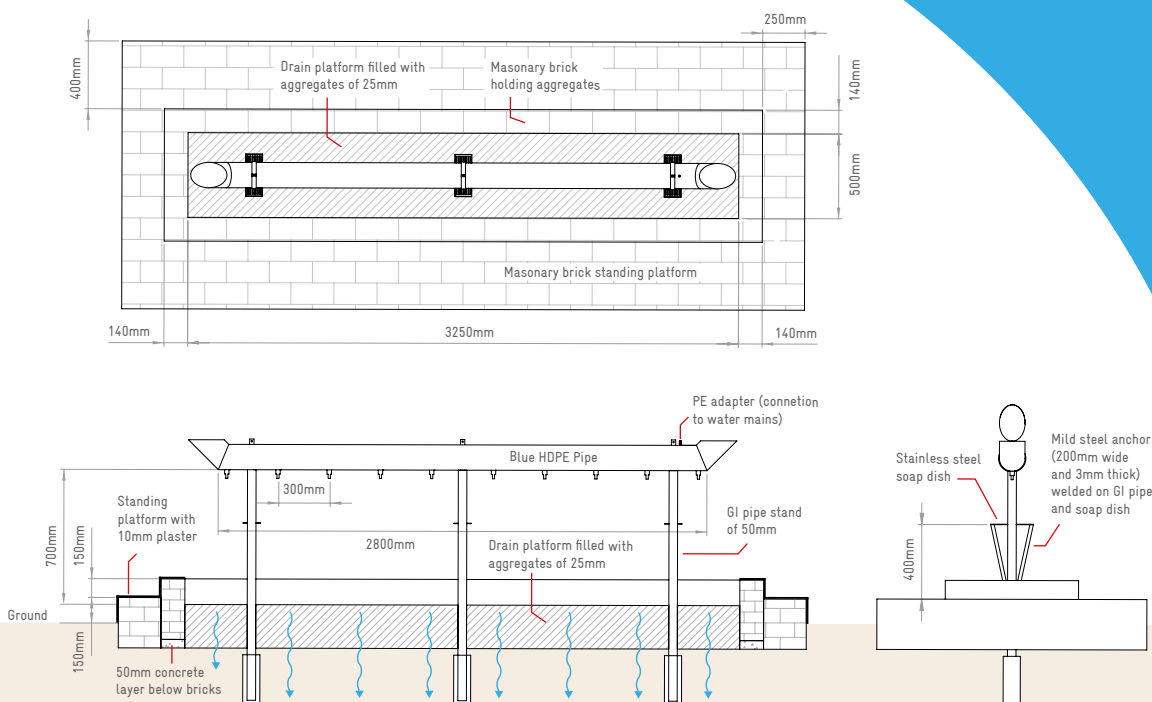 250mm
400mm
Drain platform filled with
aggregates of 25mm
Masonary brick
holding aggregates
140mm
500mm
Masonary brick standing platform
140mm
3250mm
140mm
PE adapter (connetion
to water mains)
Blue HDPE Pipe
Standing
platform with
10mm plaster
300mm
GI pipe stand
of 50mm
2800mm
700mm
150mm
Drain platform filled with
aggregates of 25mm
Ground
150mm
50mm concrete
layer below bricks
Stainless steel
soap dish
Mild steel anchor
(200mm wide
and 3mm thick)
welded on GI pipe
and soap dish
400mm